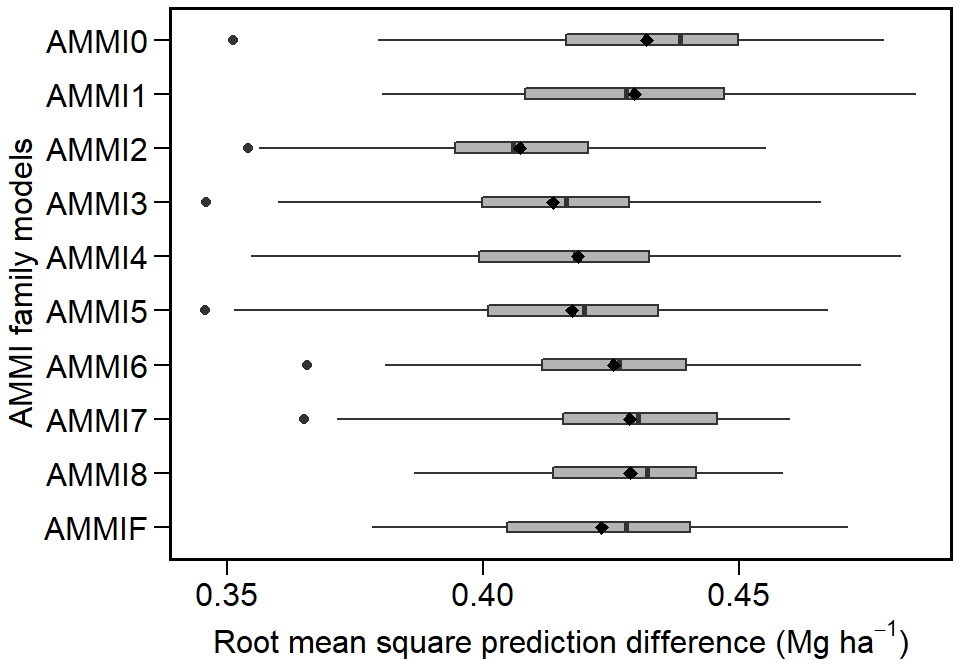 AMMI family models
AMMI0
AMMI1
AMMI2
AMMI3
AMMI4
AMMI5
AMMI6
AMMI7
AMMI8
AMMIF
0.35 0.40 0.45
Root mean square prediction difference (Mg ha⁻¹)